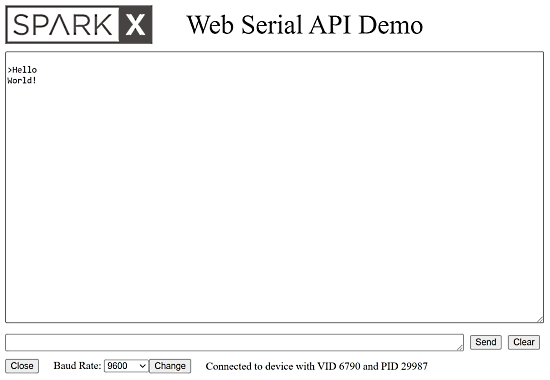 SPARK X
Web Serial API Demo
>Hello
World!
Send
Clear
Close
Baud Rate: 9600
Change
Connected to device with VID 6790 and PID 29987